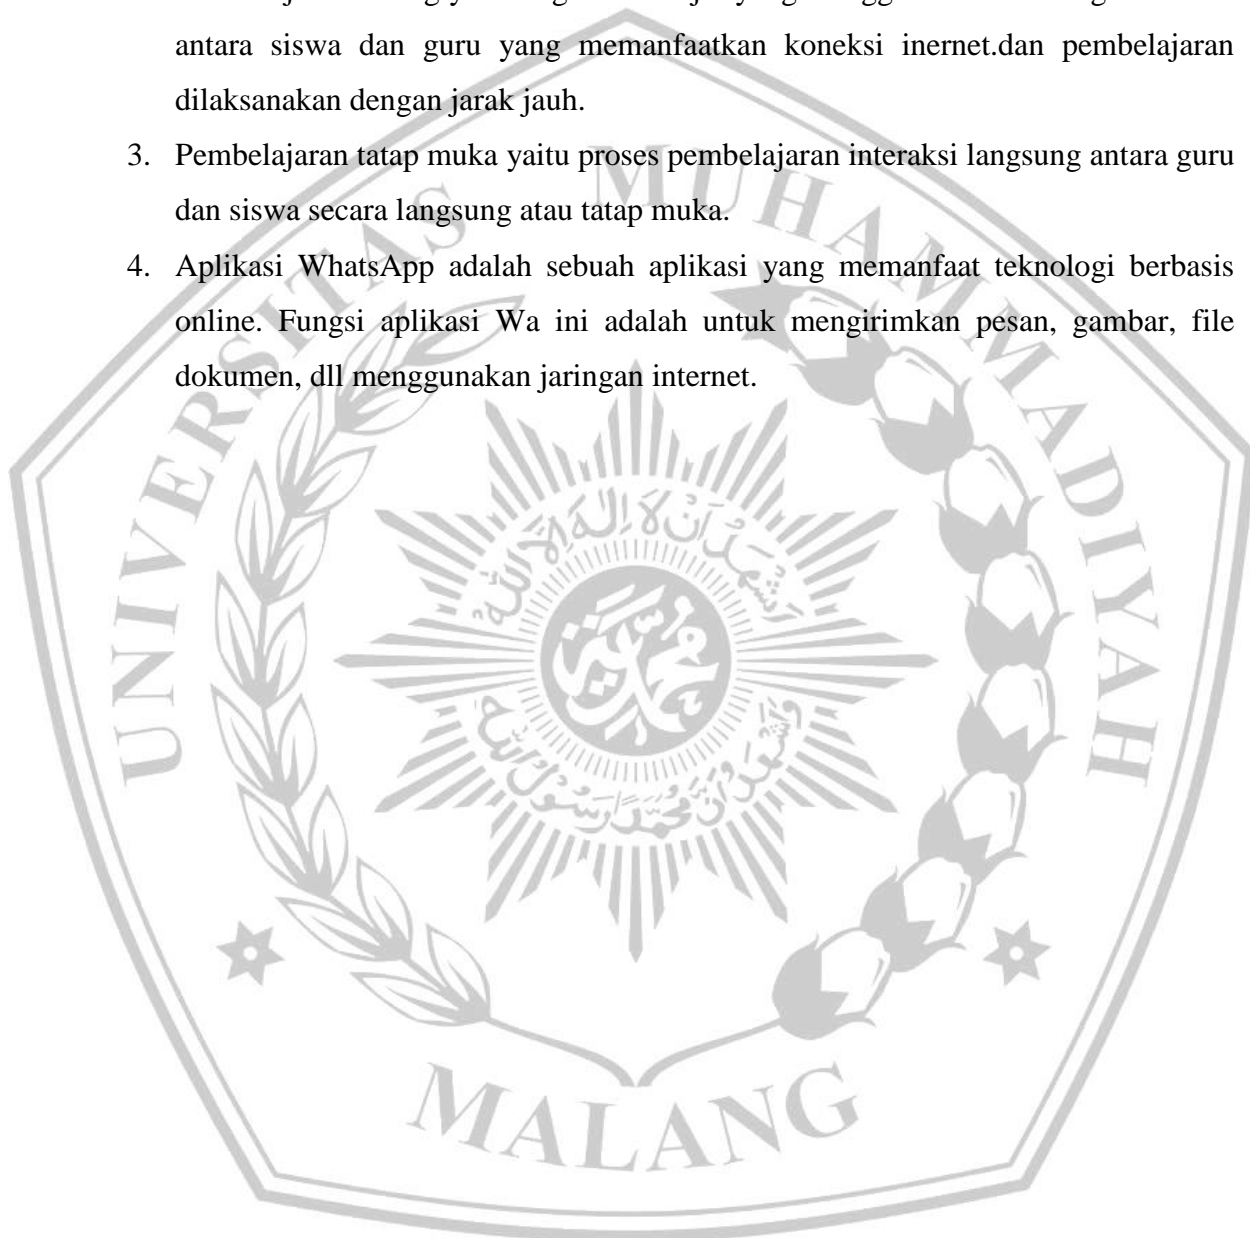 antara siswa dan guru yang memanfaatkan koneksi inernet.dan pembelajaran
dilaksanakan dengan jarak jauh.
3. Pembelajaran tatap muka yaitu proses pembelajaran interaksi langsung antara guru
dan siswa secara langsung atau tatap muka.
4. Aplikasi WhatsApp adalah sebuah aplikasi yang memanfaat teknologi berbasis
online. Fungsi aplikasi Wa ini adalah untuk mengirimkan pesan, gambar, file
dokumen, dll menggunakan jaringan internet.
UNIVERSITAS MUHAMMADIYAH
MALANG